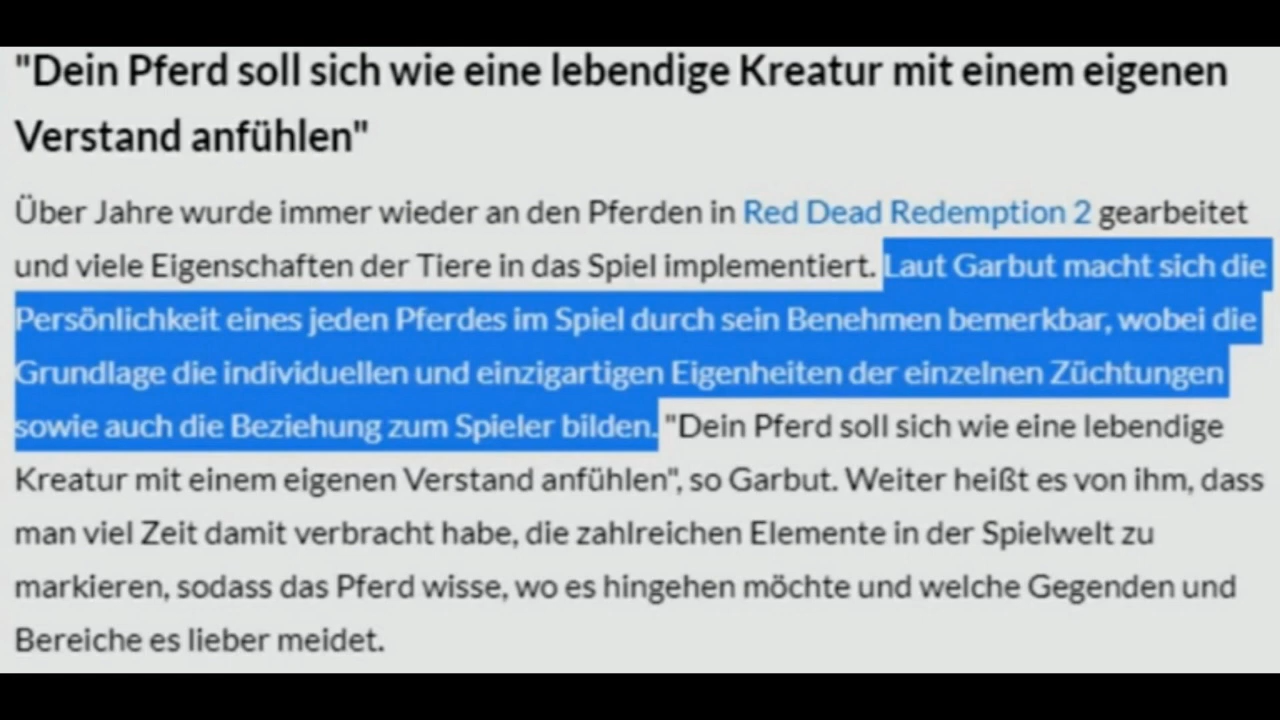 "Dein Pferd soll sich wie eine lebendige Kreatur mit einem eigenen
Verstand anfühlen"
Über Jahre wurde immer wieder an den Pferden in Red Dead Redemption 2 gearbeitet
und viele Eigenschaften der Tiere in das Spiel implementiert. Laut Garbut macht sich die
Persönlichkeit eines jeden Pferdes im Spiel durch sein Benehmen bemerkbar, wobei die
Grundlage die individuellen und einzigartigen Eigenheiten der einzelnen Züchtungen
sowie auch die Beziehung zum Spieler bilden. "Dein Pferd soll sich wie eine lebendige
Kreatur mit einem eigenen Verstand anfühlen", so Garbut. Weiter heißt es von ihm, dass
man viel Zeit damit verbracht habe, die zahlreichen Elemente in der Spielwelt zu
markieren, sodass das Pferd wisse, wo es hingehen möchte und welche Gegenden und
Bereiche es lieber meidet.